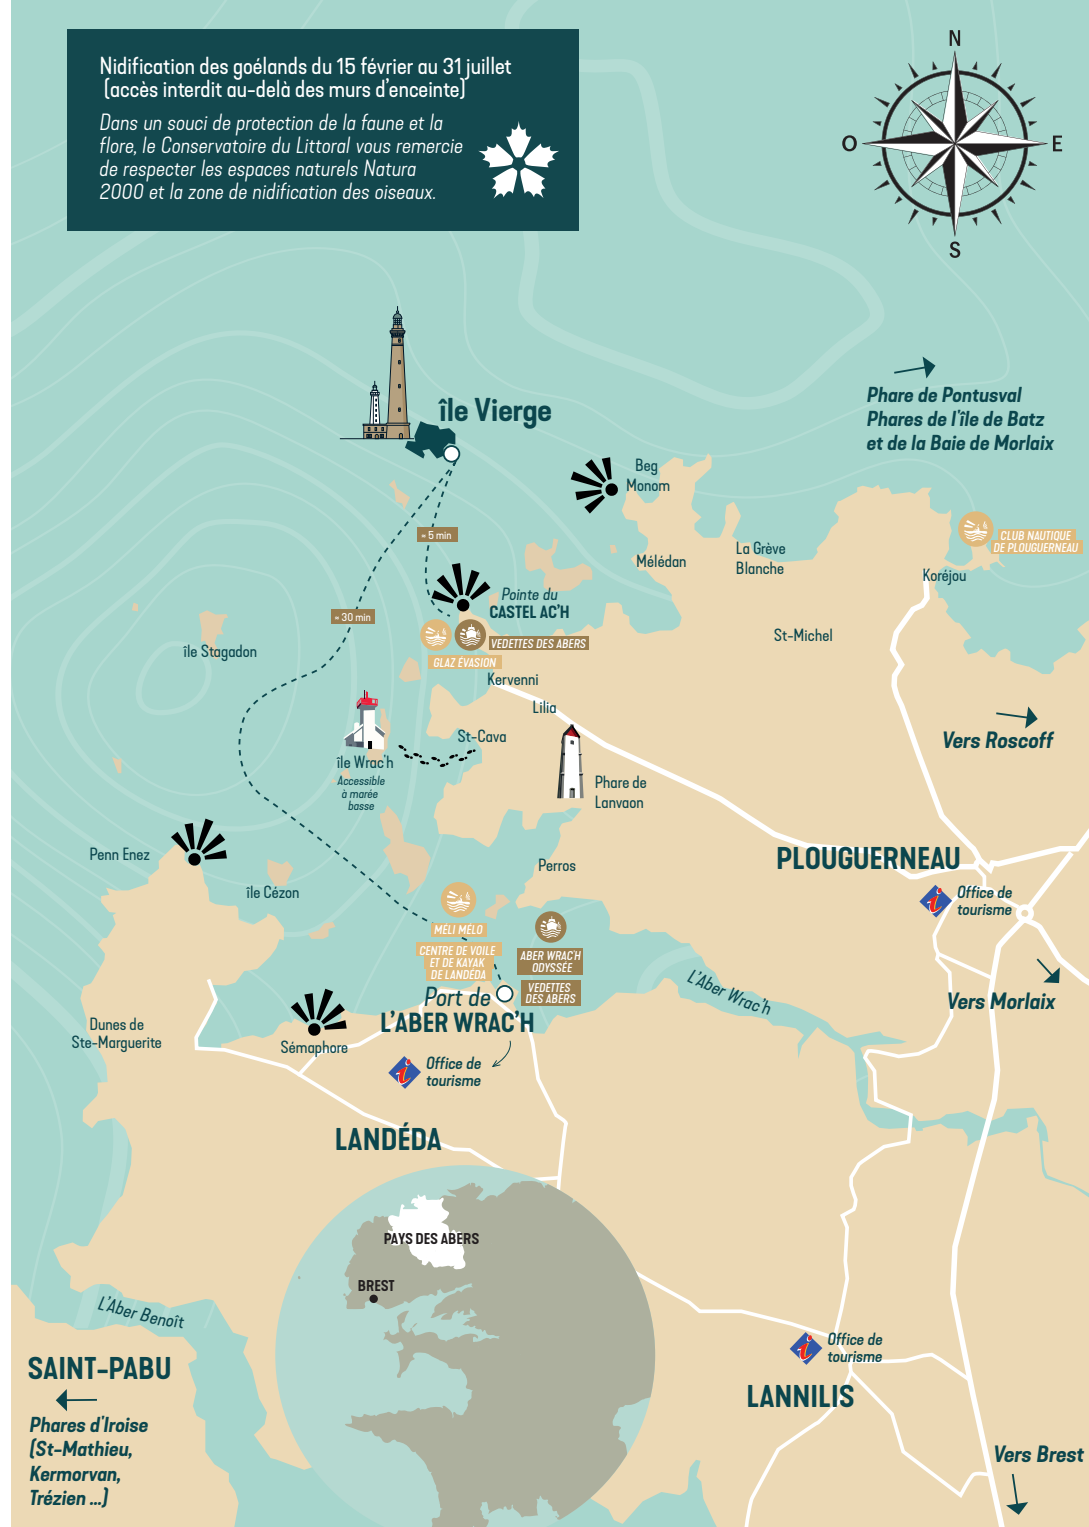 Nidification des goélands du 15 février au 31 juillet
(accès interdit au-delà des murs d'enceinte)
Dans un souci de protection de la faune et la
flore, le Conservatoire du Littoral vous remercie
de respecter les espaces naturels Natura
2000 et la zone de nidification des oiseaux.
N
O
E
S
île Vierge
Phare de Pontusval
Phares de l'île de Batz
et de la Baie de Morlaix
Beg
Monom
≈ 5 min
CLUB NAUTIQUE
DE PLOUGUERNEAU
Mélédan
La Grève
Blanche
Koréjou
Pointe du
CASTEL AC'H
≈ 30 min
VEDETTES DES ABERS
GLAZ ÉVASION
St-Michel
île Stagadon
Kervenni
Lilia
St-Cava
Vers Roscoff
île Wrac'h
Accessible
à marée
basse
Phare de
Lanvaon
Penn Enez
île Cézon
Perros
PLOUGUERNEAU
Office de
tourisme
MÉLI MÉLO
CENTRE DE VOILE
ET DE KAYAK
DE LANDÉDA
ABER WRAC'H
ODYSSÉE
VEDETTES
DES ABERS
L'Aber Wrac'h
Vers Morlaix
Port de
L'ABER WRAC'H
Dunes de
Ste-Marguerite
Sémaphore
Office de
tourisme
LANDÉDA
PAYS DES ABERS
BREST
L'Aber Benoît
SAINT-PABU
Phares d'Iroise
(St-Mathieu,
Kermorvan,
Trézien ...)
Office de
tourisme
LANNILIS
Vers Brest